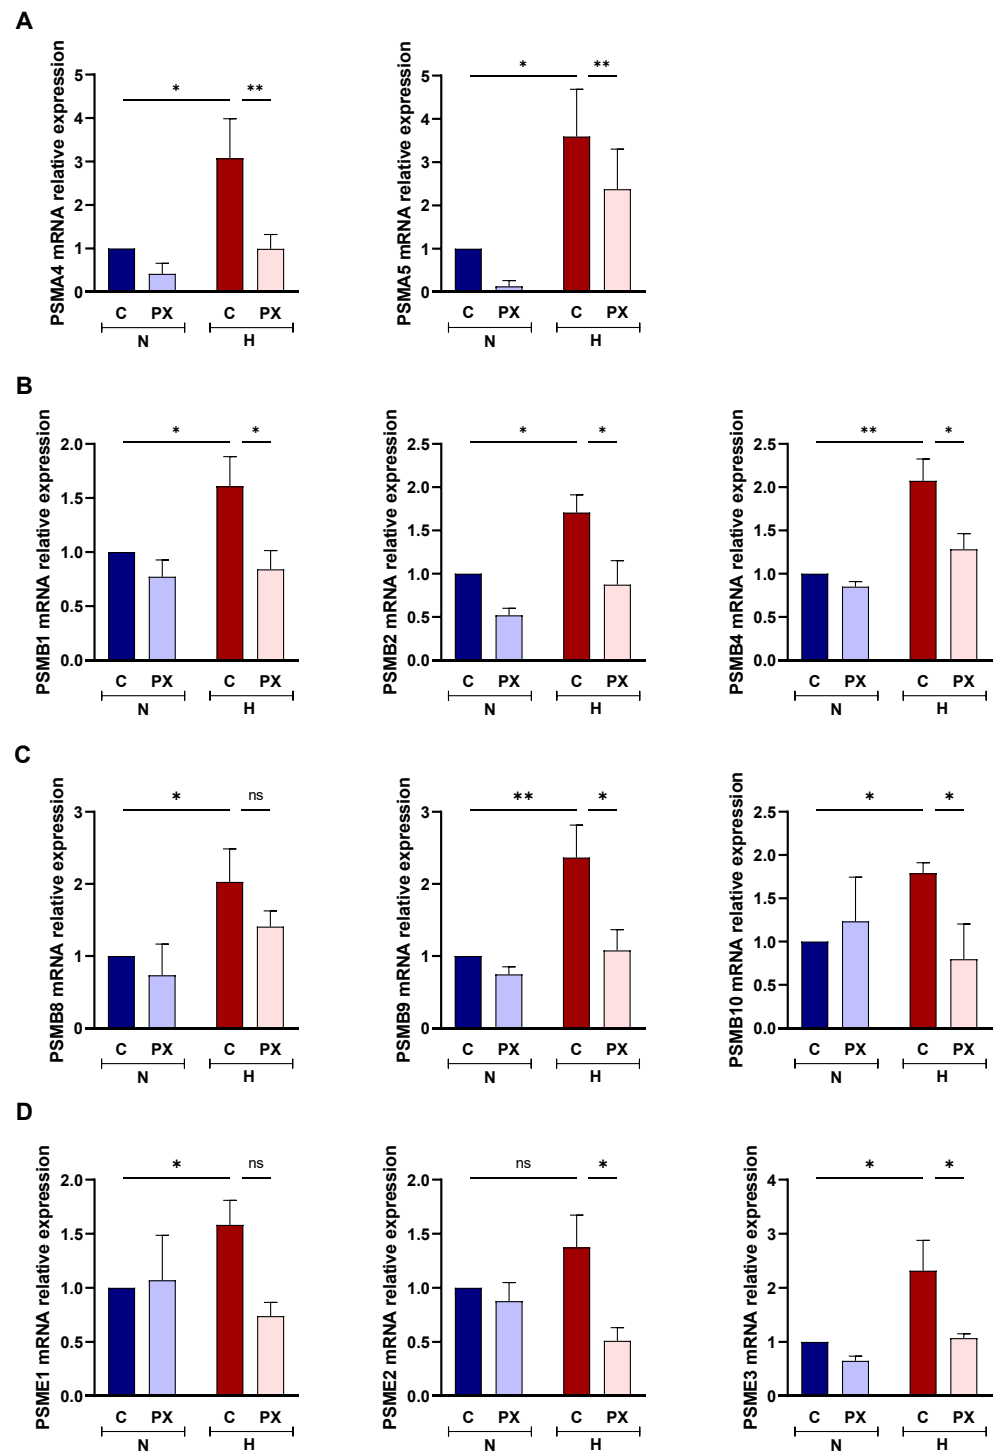 A
PSMA4 mRNA relative expression
5
4
3
2
1
0
* **
C PX C PX
N H
PSMA5 mRNA relative expression
5
4
3
2
1
0
* **
C PX C PX
N H
B
PSMB1 mRNA relative expression
2.0
1.5
1.0
0.5
0.0
* *
C PX C PX
N H
PSMB2 mRNA relative expression
2.5
2.0
1.5
1.0
0.5
0.0
* *
C PX C PX
N H
PSMB4 mRNA relative expression
2.5
2.0
1.5
1.0
0.5
0.0
** *
C PX C PX
N H
C
PSMB8 mRNA relative expression
3
2
1
0
* ns
C PX C PX
N H
PSMB9 mRNA relative expression
3
2
1
0
** *
C PX C PX
N H
PSMB10 mRNA relative expression
2.5
2.0
1.5
1.0
0.5
0.0
* *
C PX C PX
N H
D
PSME1 mRNA relative expression
2.0
1.5
1.0
0.5
0.0
* ns
C PX C PX
N H
PSME2 mRNA relative expression
2.0
1.5
1.0
0.5
0.0
ns *
C PX C PX
N H
PSME3 mRNA relative expression
4
3
2
1
0
* *
C PX C PX
N H